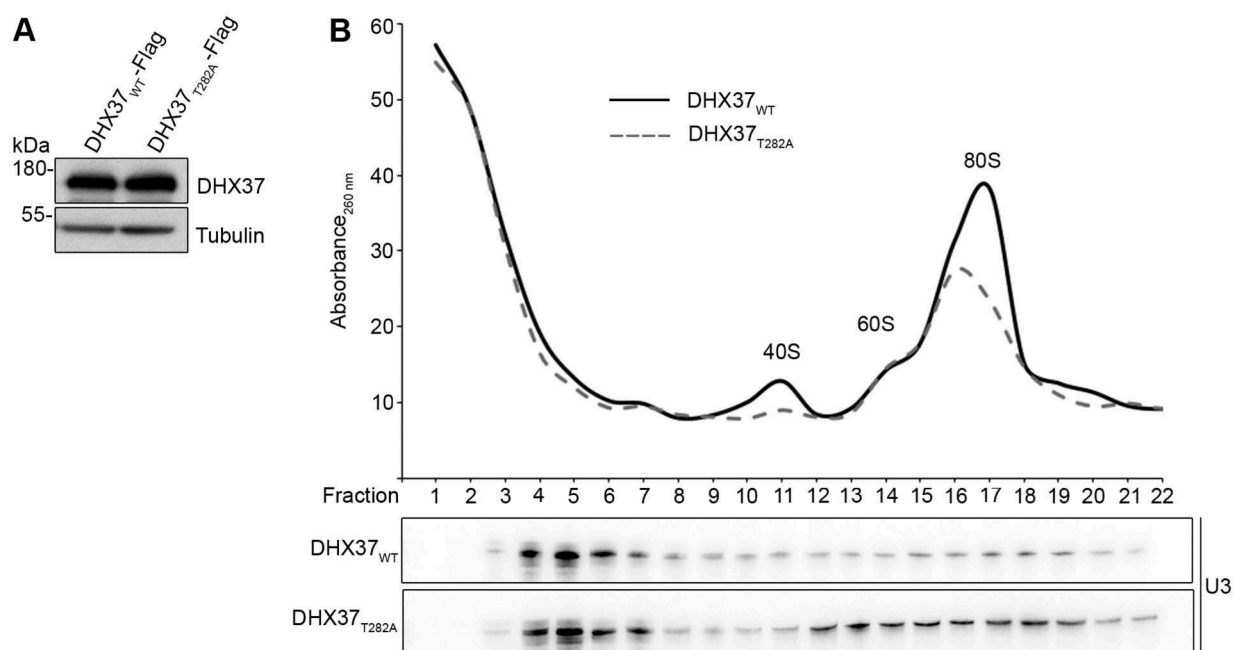 A
DHX37WT-Flag
DHX37T282A-Flag
kDa
180-
DHX37
55-
Tubulin
B
60
50
40
30
20
10
Absorbance260 nm
DHX37WT
DHX37T282A
40S
60S
80S
Fraction 1 2 3 4 5 6 7 8 9 10 11 12 13 14 15 16 17 18 19 20 21 22
DHX37WT
DHX37T282A
U3